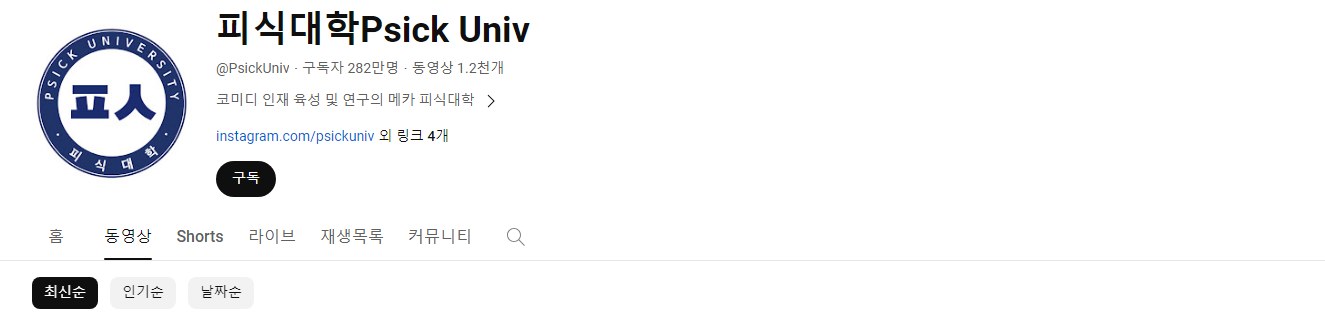 PSICK UNIVERSITY
피식대학
피식대학Psick Univ
@PsickUniv · 구독자 282만명 · 동영상 1.2천개
코미디 인재 육성 및 연구의 메카 피식대학
instagram.com/psickuniv 외 링크 4개
구독
홈 동영상 Shorts 라이브 재생목록 커뮤니티
최신순 인기순 날짜순